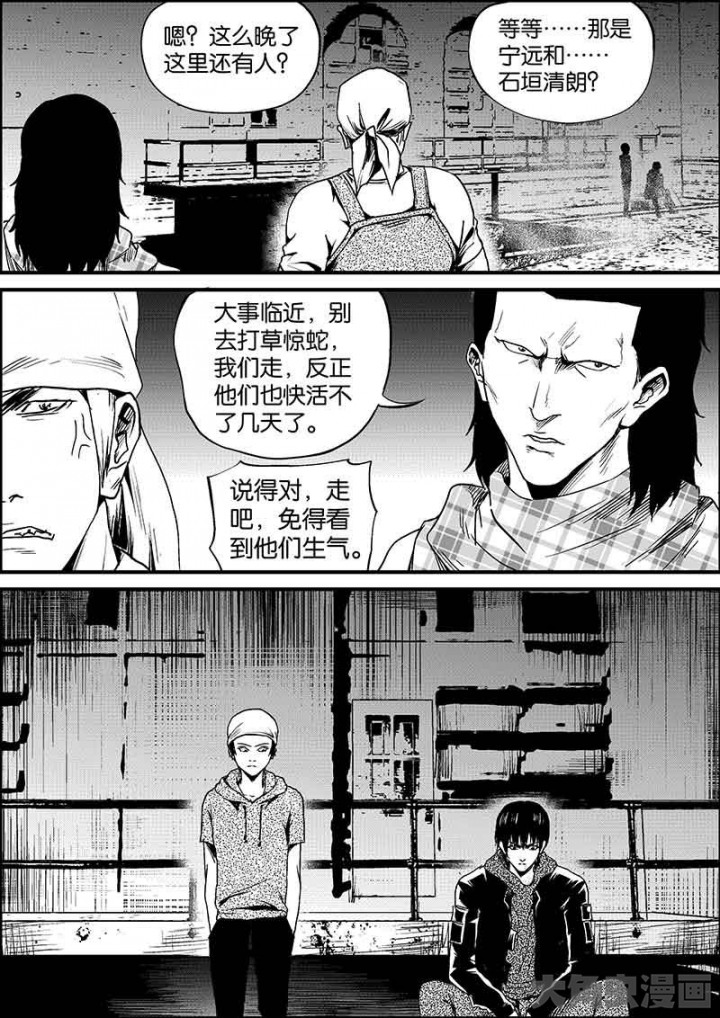 嗯？这么晚了
这里还有人？
等等……那是
宁远和……
石垣清朗？
大事临近，别
去打草惊蛇，
我们走，反正
他们也快活不
了几天了。
说得对，走
吧，免得看
到他们生气。